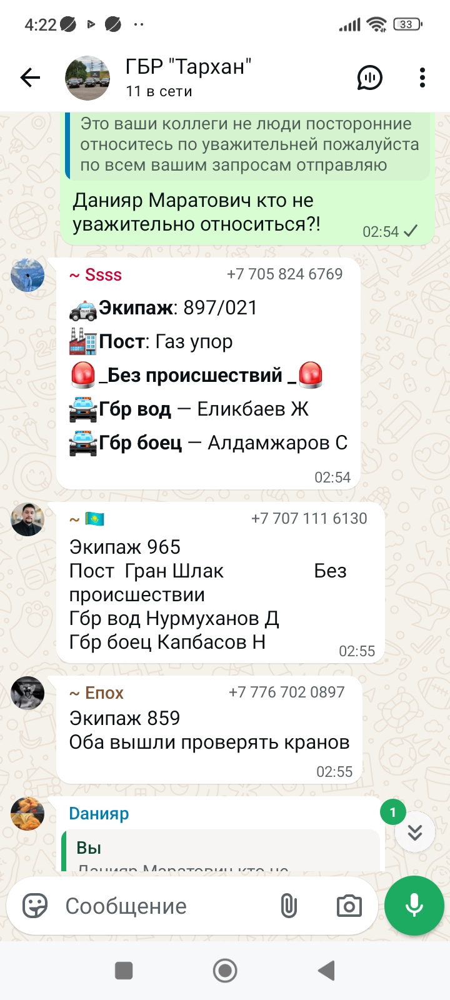 4:22
33
ГБР "Тархан"
11 в сети
Это ваши коллеги не люди посторонние
относитесь по уважительней пожалуйста
по всем вашим запросам отправляю
Данияр Маратович кто не
уважительно относиться?!
02:54
~ Ssss +7 705 824 6769
Экипаж: 897/021
Пост: Газ упор
_Без происшествий _
Гбр вод — Еликбаев Ж
Гбр боец — Алдамжаров С
02:54
~ +7 707 111 6130
Экипаж 965
Пост Гран Шлак Без
происшествии
Гбр вод Нурмуханов Д
Гбр боец Капбасов Н
02:55
~ Епох +7 776 702 0897
Экипаж 859
Оба вышли проверять кранов
02:55
Dанияр
1
Вы
Данияр Маратович кто не
Сообщение